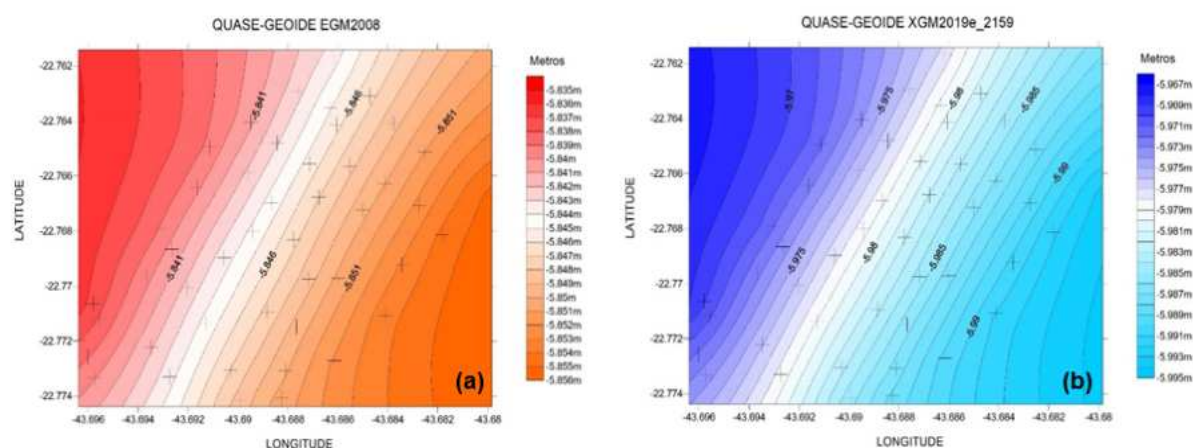 QUASE-GEOIDE EGM2008
Metros
-5.835m
-5.836m
-5.837m
-5.838m
-5.839m
-5.84m
-5.841m
-5.842m
-5.843m
-5.844m
-5.845m
-5.846m
-5.847m
-5.848m
-5.849m
-5.85m
-5.851m
-5.852m
-5.853m
-5.854m
-5.855m
-5.856m
-22.762
-22.764
-22.766
-22.768
-22.77
-22.772
-22.774
LATITUDE
-5.841
-5.846
-5.851
-5.841
-5.846
-5.851
(a)
-43.696
-43.694
-43.692
-43.69
-43.688
-43.686
-43.684
-43.682
-43.68
LONGITUDE
QUASE-GEOIDE XGM2019e_2159
Metros
-5.967m
-5.969m
-5.971m
-5.973m
-5.975m
-5.977m
-5.979m
-5.981m
-5.983m
-5.985m
-5.987m
-5.989m
-5.991m
-5.993m
-5.995m
-22.762
-22.764
-22.766
-22.768
-22.77
-22.772
-22.774
LATITUDE
-5.97
-5.975
-5.98
-5.985
-5.99
-5.975
-5.98
-5.985
-5.99
(b)
-43.696
-43.694
-43.692
-43.69
-43.688
-43.686
-43.684
-43.682
-43.68
LONGITUDE